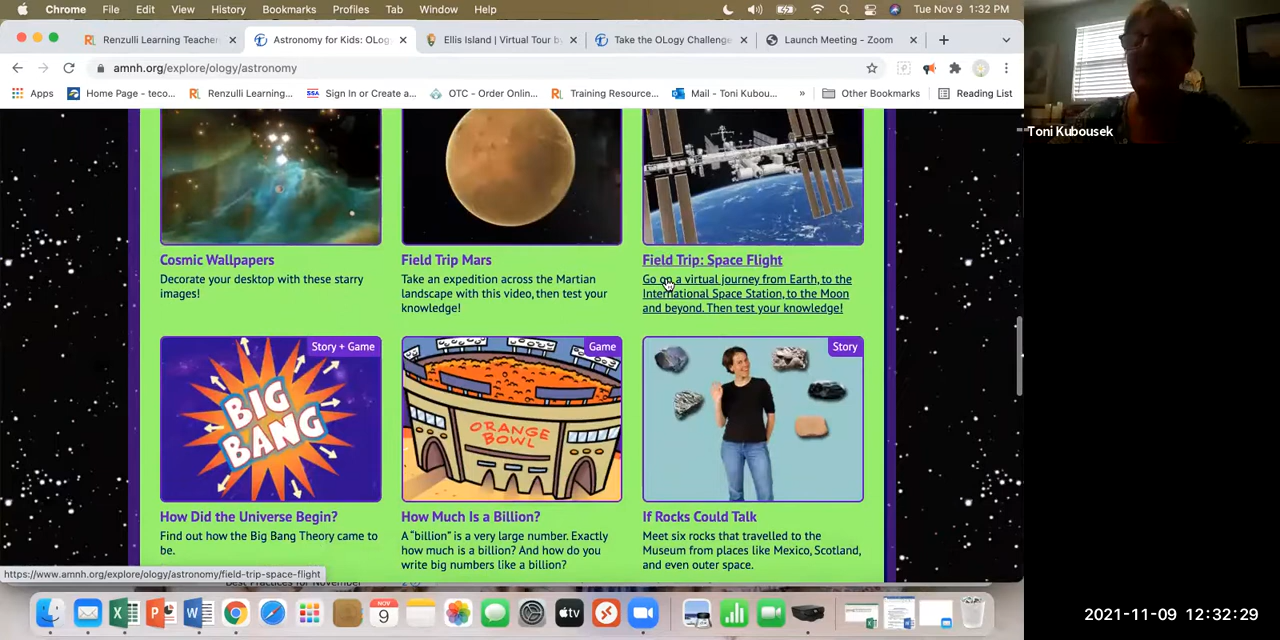 Chrome File Edit View History Bookmarks Profiles Tab Window Help Tue Nov 9 1:32 PM
Renzulli Learning Teacher Astronomy for Kids: OLog Ellis Island | Virtual Tour by Take the OLogy Challenge Launch Meeting - Zoom
amnh.org/explore/ology/astronomy
Apps Home Page - teco... Renzulli Learning... SSA Sign In or Create a... OTC - Order Onlin... Training Resource... Mail - Toni Kubou... » Other Bookmarks Reading List
Toni Kubousek
Cosmic Wallpapers
Decorate your desktop with these starry
images!
Field Trip Mars
Take an expedition across the Martian
landscape with this video, then test your
knowledge!
Field Trip: Space Flight
Go on a virtual journey from Earth, to the
International Space Station, to the Moon
and beyond. Then test your knowledge!
Story + Game
BIG
BANG
Game
ORANGE
BOWL
Story
How Did the Universe Begin?
Find out how the Big Bang Theory came to
be.
How Much Is a Billion?
A “billion” is a very large number. Exactly
how much is a billion? And how do you
write big numbers like a billion?
If Rocks Could Talk
Meet six rocks that travelled to the
Museum from places like Mexico, Scotland,
and even outer space.
https://www.amnh.org/explore/ology/astronomy/field-trip-space-flight
Best Practices for November
NOV
9
tv
2021-11-09 12:32:29